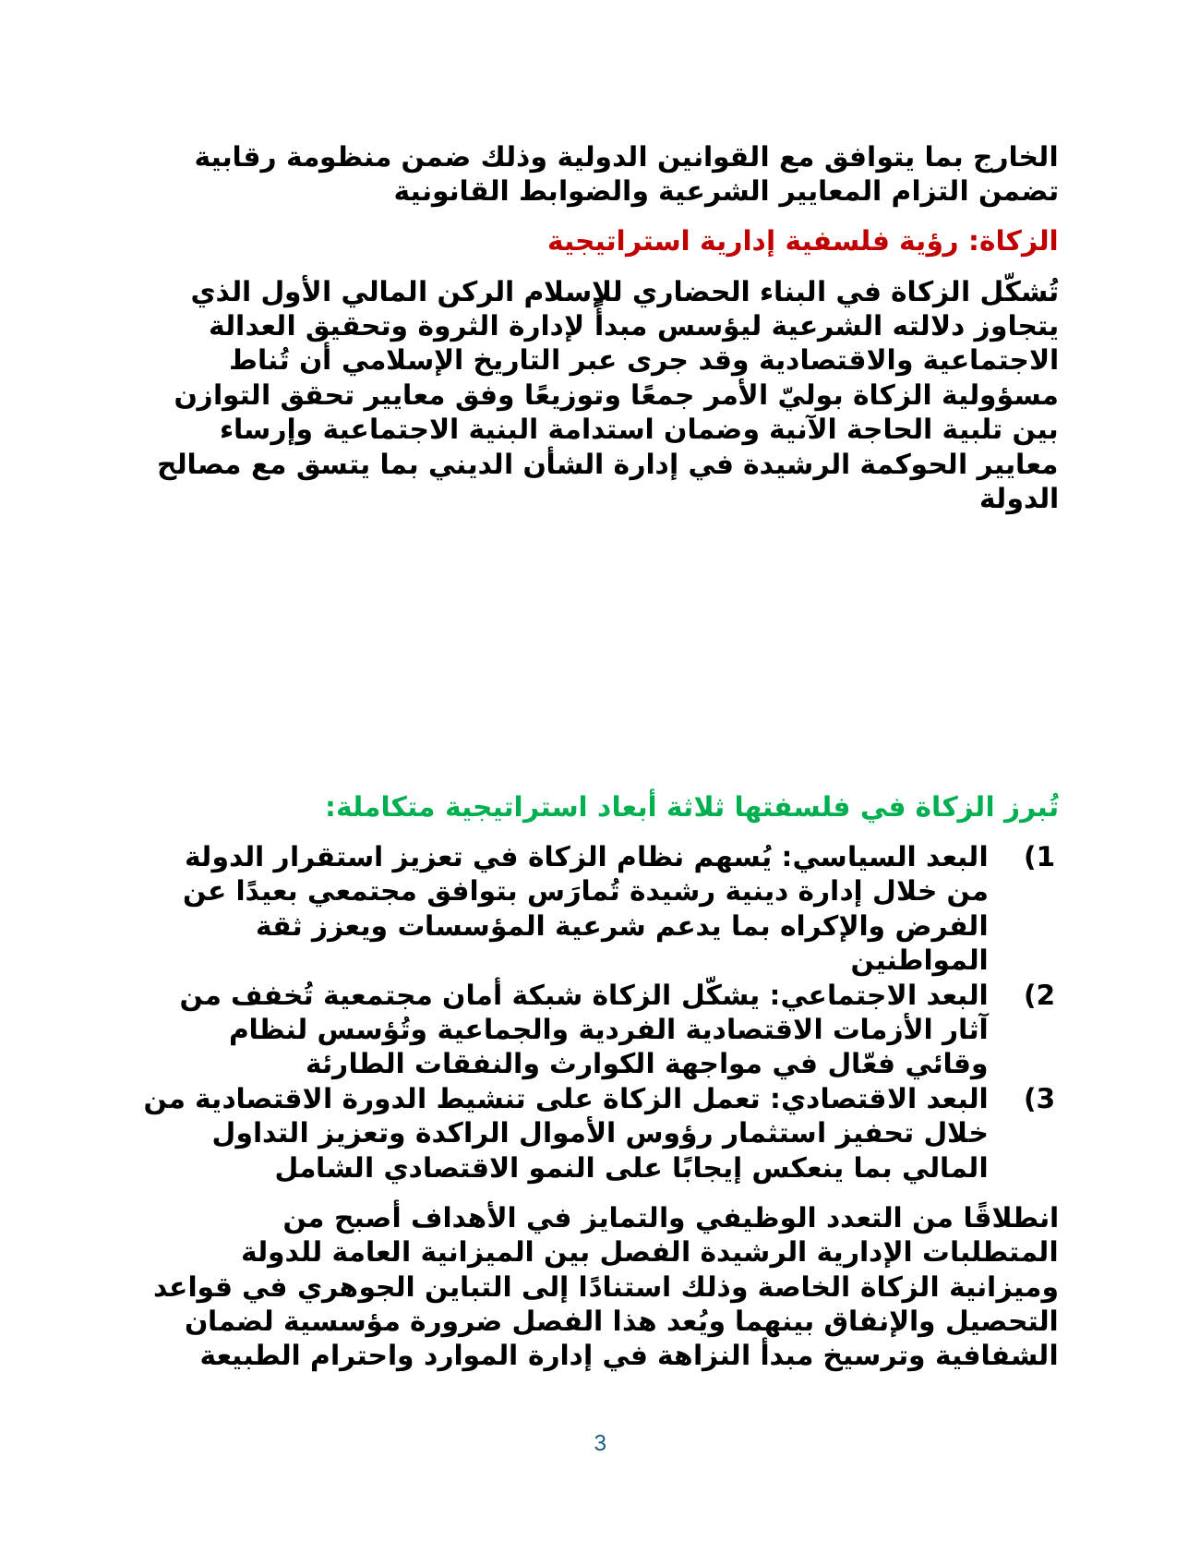 الخارج بما يتوافق مع القوانين الدولية وذلك ضمن منظومة رقابية
تضمن التزام المعايير الشرعية والضوابط القانونية
الزكاة: رؤية فلسفية إدارية استراتيجية
تُشكّل الزكاة في البناء الحضاري للإسلام الركن المالي الأول الذي
يتجاوز دلالته الشرعية ليؤسس مبدأً لإدارة الثروة وتحقيق العدالة
الاجتماعية والاقتصادية وقد جرى عبر التاريخ الإسلامي أن تُناط
مسؤولية الزكاة بوليّ الأمر جمعًا وتوزيعًا وفق معايير تحقق التوازن
بين تلبية الحاجة الآنية وضمان استدامة البنية الاجتماعية وإرساء
معايير الحوكمة الرشيدة في إدارة الشأن الديني بما يتسق مع مصالح
الدولة
تُبرز الزكاة في فلسفتها ثلاثة أبعاد استراتيجية متكاملة:
1) البعد السياسي: يُسهم نظام الزكاة في تعزيز استقرار الدولة
من خلال إدارة دينية رشيدة تُمارَس بتوافق مجتمعي بعيدًا عن
الفرض والإكراه بما يدعم شرعية المؤسسات ويعزز ثقة
المواطنين
2) البعد الاجتماعي: يشكّل الزكاة شبكة أمان مجتمعية تُخفف من
آثار الأزمات الاقتصادية الفردية والجماعية وتُؤسس لنظام
وقائي فعّال في مواجهة الكوارث والنفقات الطارئة
3) البعد الاقتصادي: تعمل الزكاة على تنشيط الدورة الاقتصادية من
خلال تحفيز استثمار رؤوس الأموال الراكدة وتعزيز التداول
المالي بما ينعكس إيجابًا على النمو الاقتصادي الشامل
انطلاقًا من التعدد الوظيفي والتمايز في الأهداف أصبح من
المتطلبات الإدارية الرشيدة الفصل بين الميزانية العامة للدولة
وميزانية الزكاة الخاصة وذلك استنادًا إلى التباين الجوهري في قواعد
التحصيل والإنفاق بينهما ويُعد هذا الفصل ضرورة مؤسسية لضمان
الشفافية وترسيخ مبدأ النزاهة في إدارة الموارد واحترام الطبيعة
3